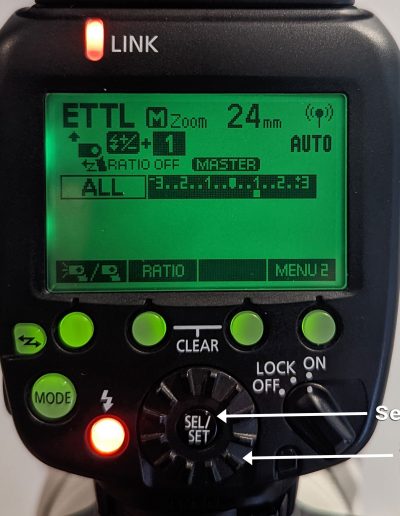 LINK
ETTL M Zoom 24mm
+ 1 AUTO
RATIO OFF MASTER
ALL -3..2..1..0..1..2..+3
RATIO MENU 2
CLEAR
LOCK ON
OFF
MODE
SEL/
SET
Se